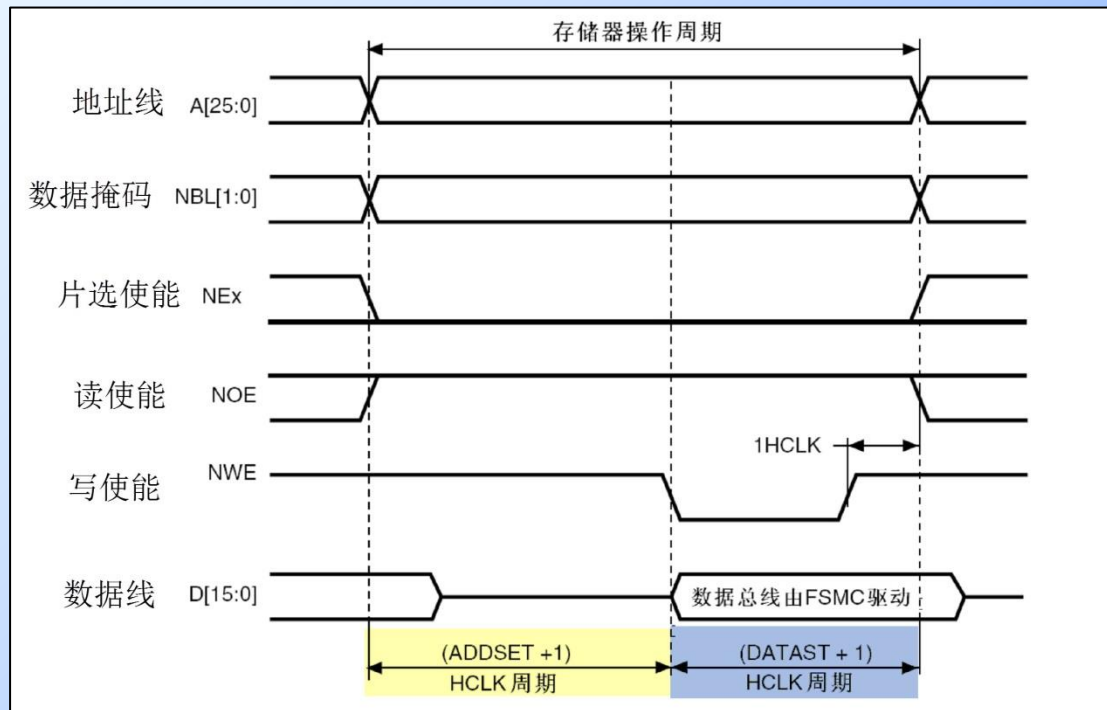 存储器操作周期
地址线 A[25:0]
数据掩码 NBL[1:0]
片选使能 NEx
读使能 NOE
1HCLK
写使能 NWE
数据线 D[15:0]
数据总线由FSMC驱动
(ADDSET +1)
HCLK 周期
(DATAST + 1)
HCLK 周期